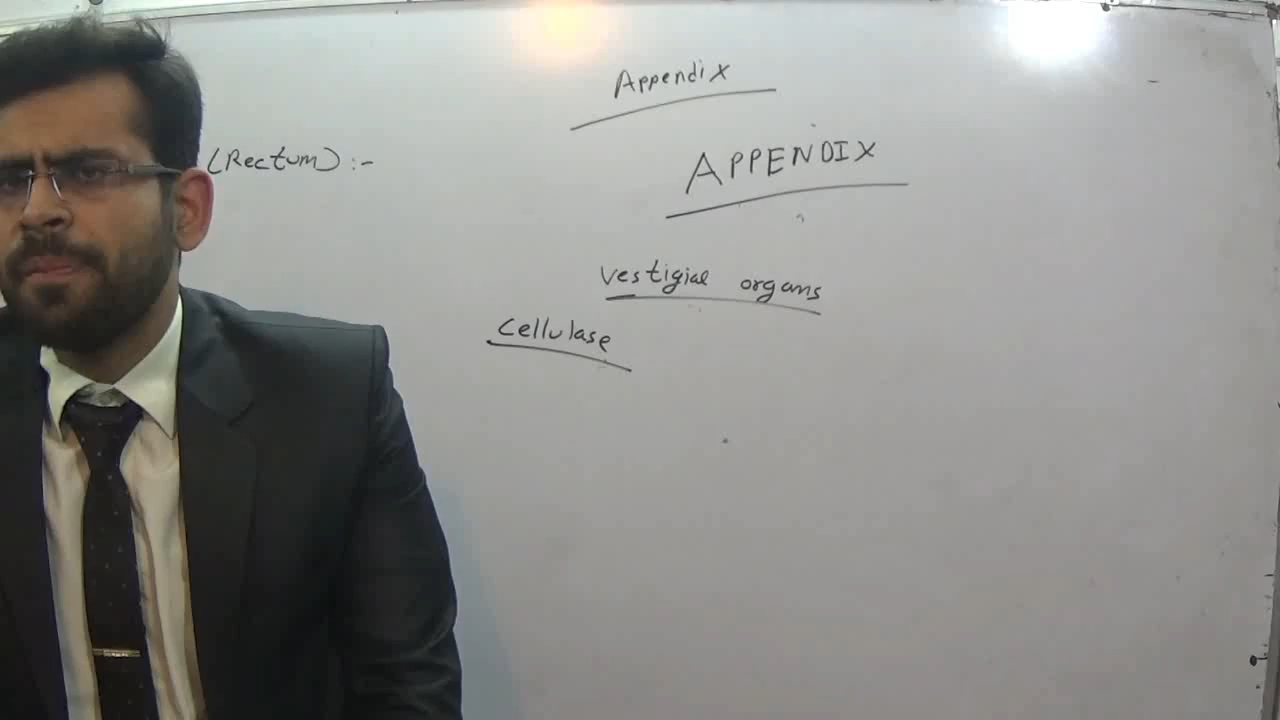 Appendix
(Rectum) :-
APPENDIX
Vestigial organs
Cellulase